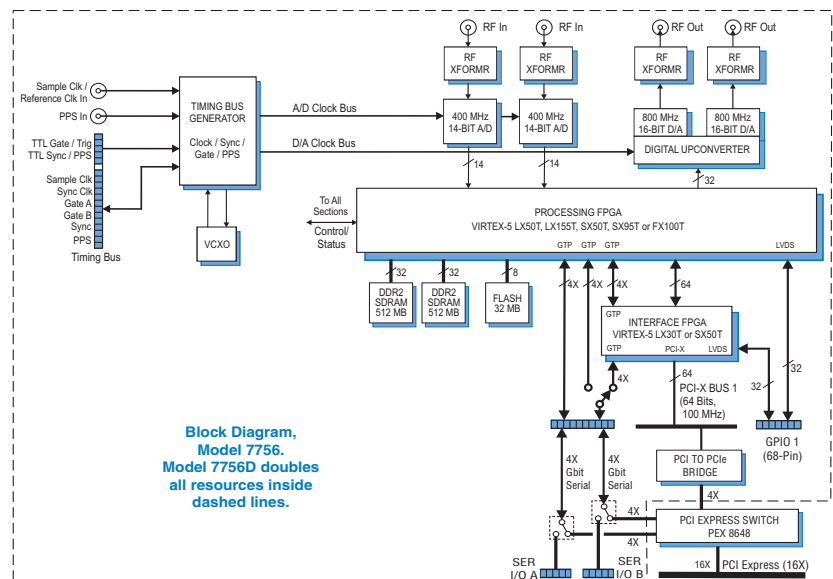 RF In
RF In
RF Out
RF Out
RF
XFORMR
RF
XFORMR
RF
XFORMR
RF
XFORMR
Sample Clk /
Reference Clk In
PPS In
TTL Gate / Trig
TTL Sync / PPS
Sample Clk
Sync Clk
Gate A
Gate B
Sync
PPS
Timing Bus
TIMING BUS
GENERATOR
Clock / Sync /
Gate / PPS
VCXO
A/D Clock Bus
D/A Clock Bus
400 MHz
14-BIT A/D
400 MHz
14-BIT A/D
800 MHz
16-BIT D/A
800 MHz
16-BIT D/A
DIGITAL UPCONVERTER
14
14
32
To All
Sections
Control/
Status
PROCESSING FPGA
VIRTEX-5 LX50T, LX155T, SX50T, SX95T or FX100T
GTP
GTP
GTP
LVDS
32
32
8
4X
4X
4X
64
DDR2
SDRAM
512 MB
DDR2
SDRAM
512 MB
FLASH
32 MB
GTP
INTERFACE FPGA
VIRTEX-5 LX30T or SX50T
GTP
PCI-X
LVDS
4X
64
32
32
PCI-X BUS 1
(64 Bits,
100 MHz)
GPIO 1
(68-Pin)
Block Diagram,
Model 7756.
Model 7756D doubles
all resources inside
dashed lines.
4X
Gbit
Serial
4X
Gbit
Serial
PCI TO PCIe
BRIDGE
4X
4X
4X
PCI EXPRESS SWITCH
PEX 8648
SER
I/O A
SER
I/O B
16X
PCI Express (16X)